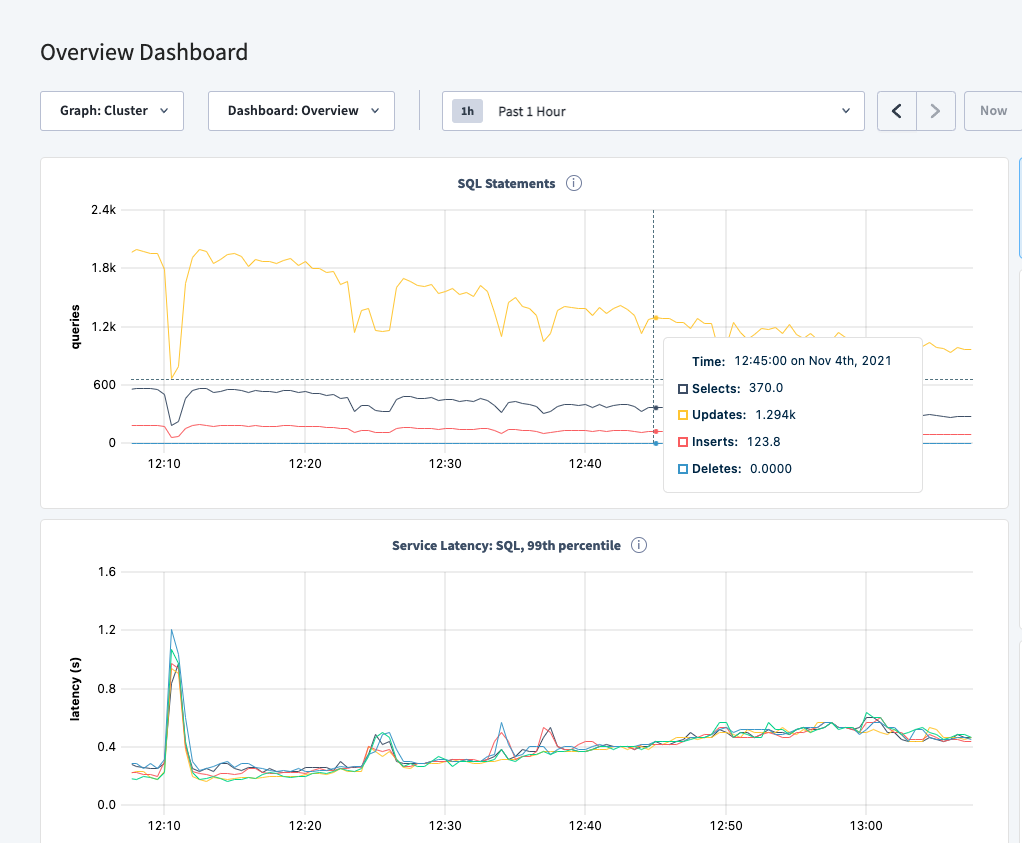 Overview Dashboard
Graph: Cluster
Dashboard: Overview
1h Past 1 Hour
Now
SQL Statements
2.4k
1.8k
1.2k
600
0
queries
12:10 12:20 12:30 12:40
Time: 12:45:00 on Nov 4th, 2021
Selects: 370.0
Updates: 1.294k
Inserts: 123.8
Deletes: 0.0000
Service Latency: SQL, 99th percentile
1.6
1.2
0.8
0.4
0.0
latency (s)
12:10 12:20 12:30 12:40 12:50 13:00